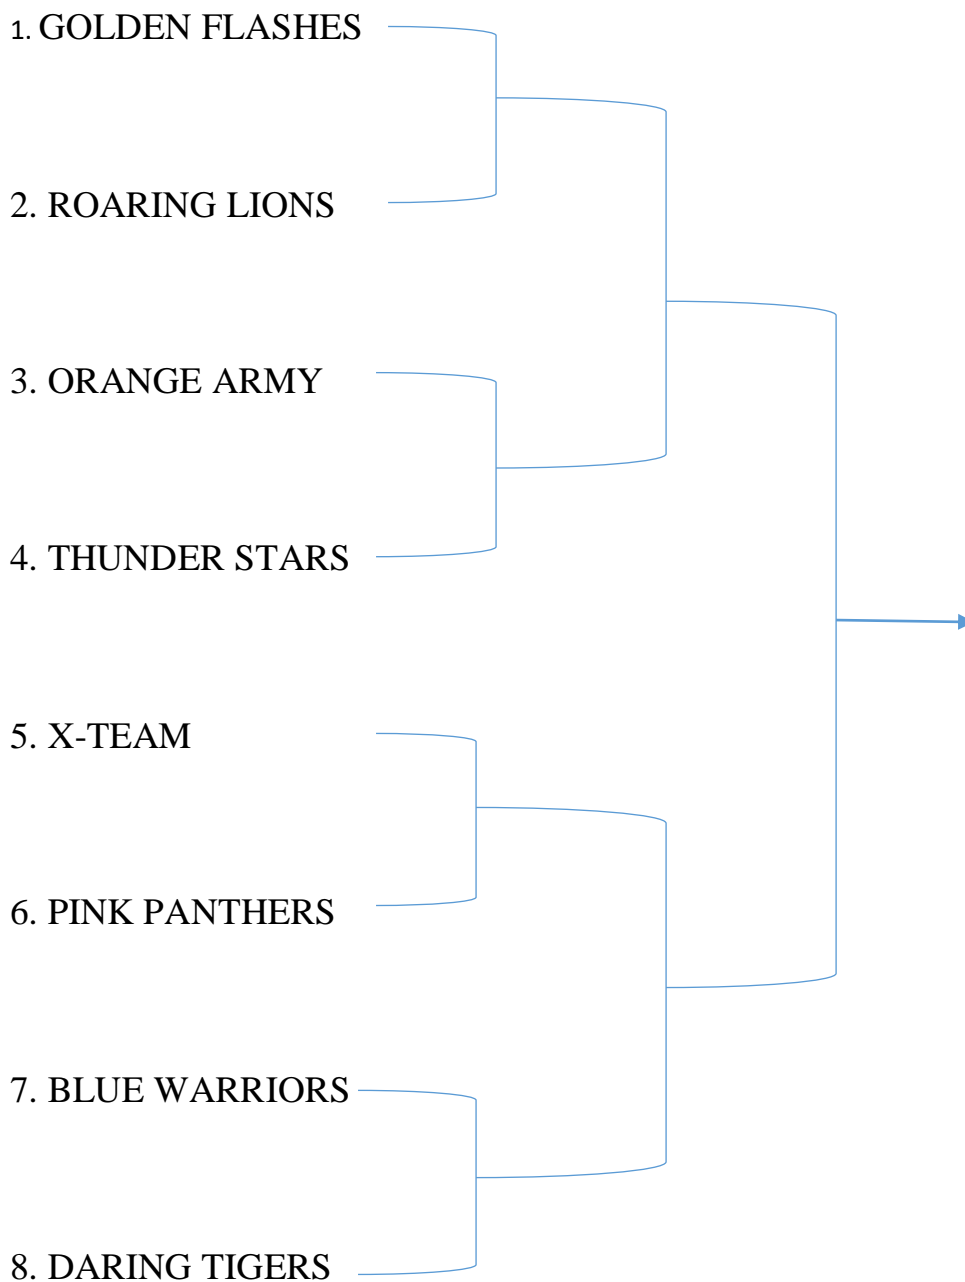 1. GOLDEN FLASHES
2. ROARING LIONS
3. ORANGE ARMY
4. THUNDER STARS
5. X-TEAM
6. PINK PANTHERS
7. BLUE WARRIORS
8. DARING TIGERS